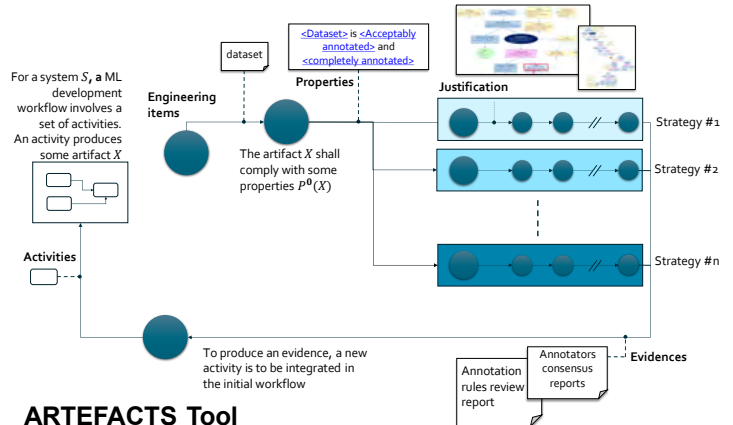 <Dataset> is <Acceptably
annotated> and
<completely annotated>
dataset
Properties
Justification
For a system S, a ML
development
workflow involves a
set of activities.
An activity produces
some artifact X
Engineering
items
Strategy #1
The artifact X shall
comply with some
properties P⁰(X)
Strategy #2
Activities
Strategy #n
To produce an evidence, a new
activity is to be integrated in
the initial workflow
Annotation
rules review
report
Annotators
consensus
reports
Evidences
ARTEFACTS Tool